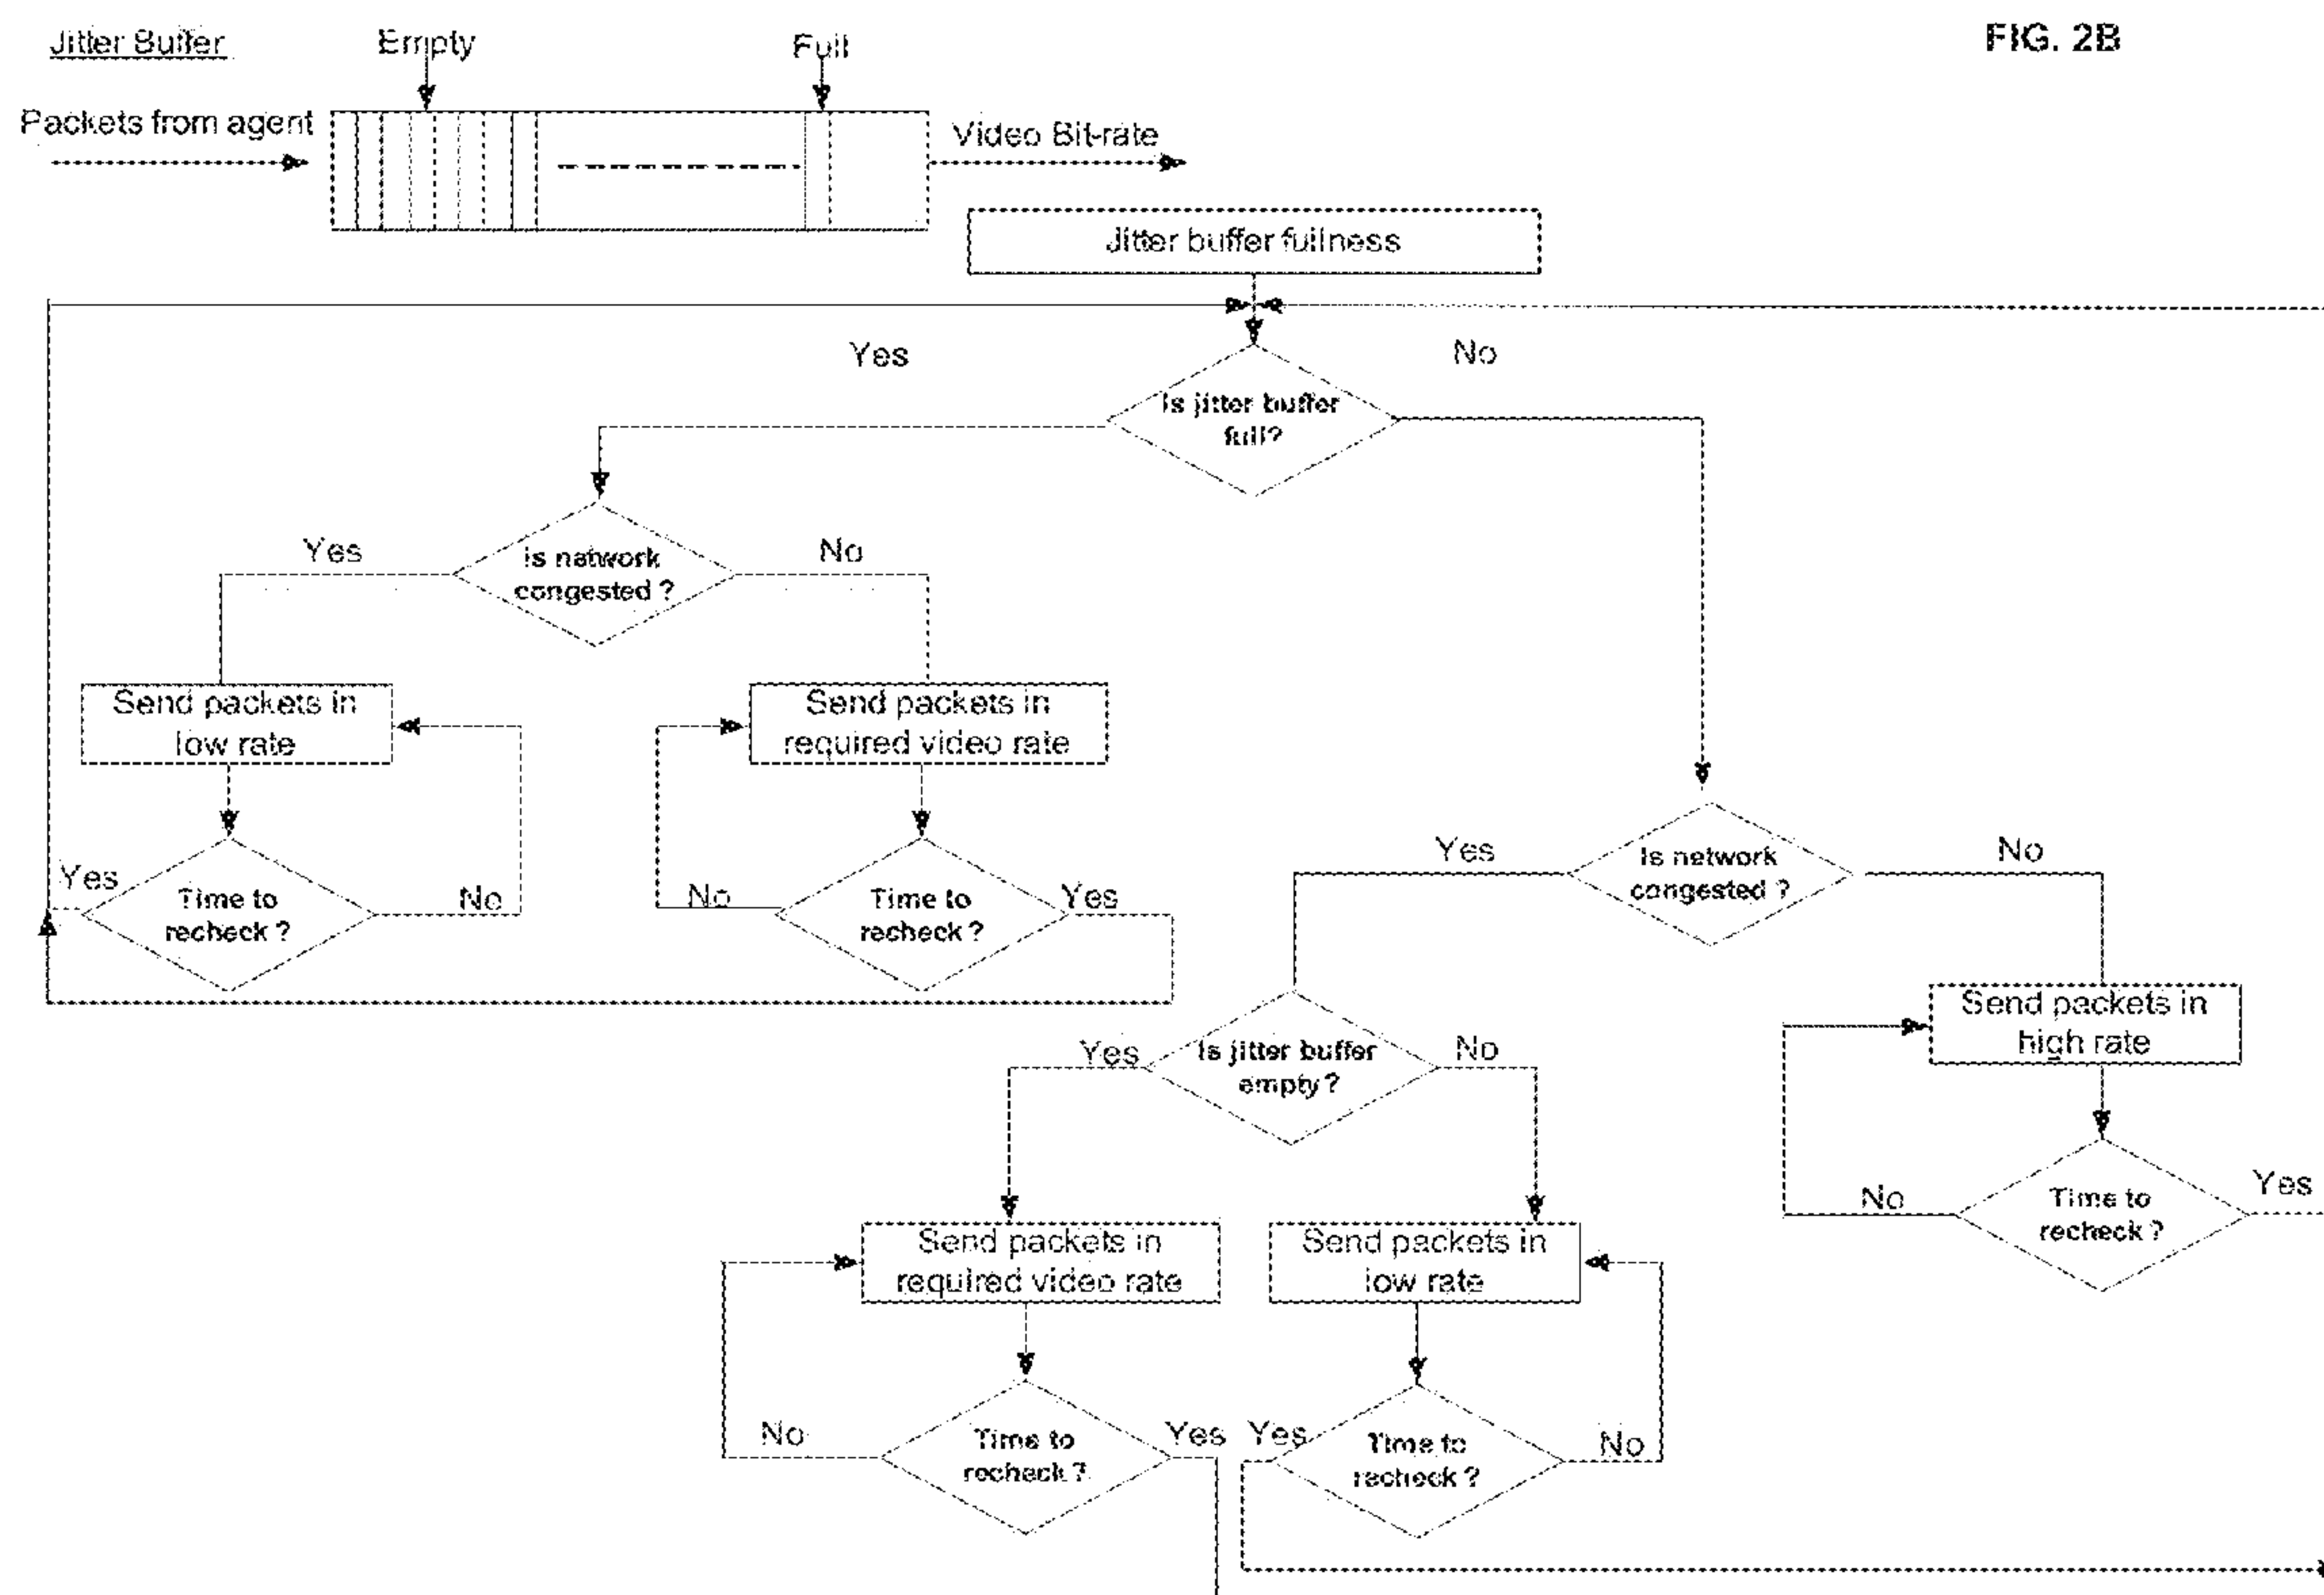 FIG. 2B
Jitter Buffer
Empty
Full
Packets from agent
Video Bit-rate
Jitter buffer fullness
Yes
No
Is jitter buffer
full?
Yes
No
Is network
congested ?
Send packets in
low rate
Send packets in
required video rate
Yes
No
Time to
recheck ?
No
Yes
Time to
recheck ?
Yes
No
Is network
congested ?
Yes
No
Is jitter buffer
empty ?
Send packets in
high rate
No
Yes
Time to
recheck ?
Send packets in
required video rate
Send packets in
low rate
No
Yes
Time to
recheck ?
Yes
No
Time to
recheck ?